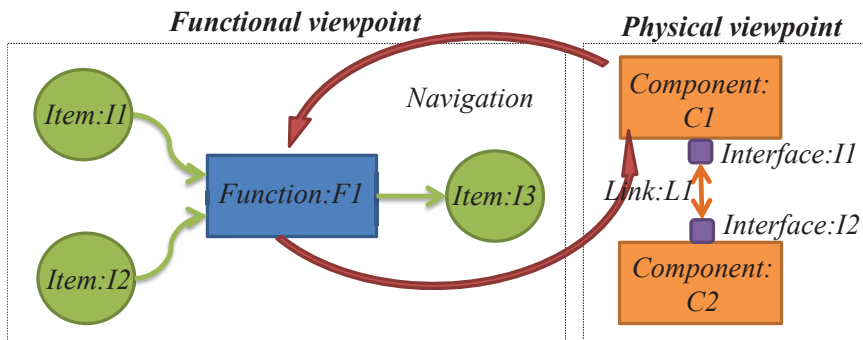 Functional viewpoint
Physical viewpoint
Item:I1
Navigation
Function:F1
Item:I3
Item:I2
Component:
C1
Interface:I1
Link:L1
Interface:I2
Component:
C2